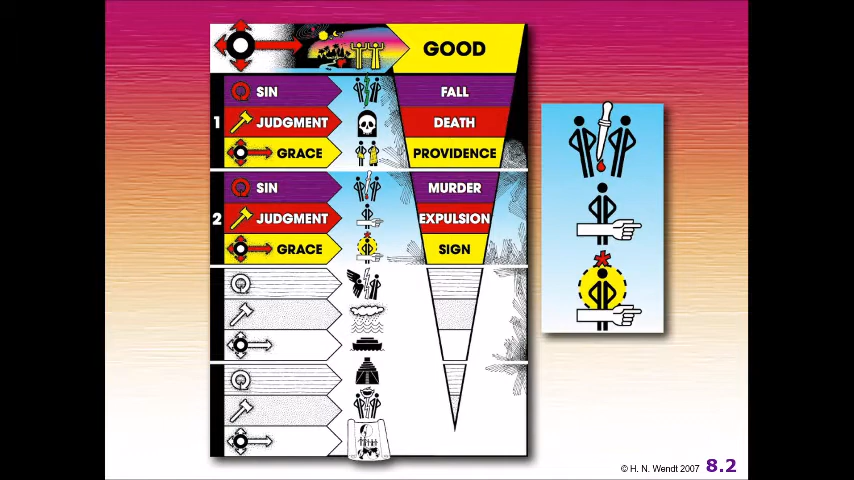 GOOD
SIN FALL
1 JUDGMENT DEATH
GRACE PROVIDENCE
SIN MURDER
2 JUDGMENT EXPULSION
GRACE SIGN
© H. N. Wendt 2007 8.2